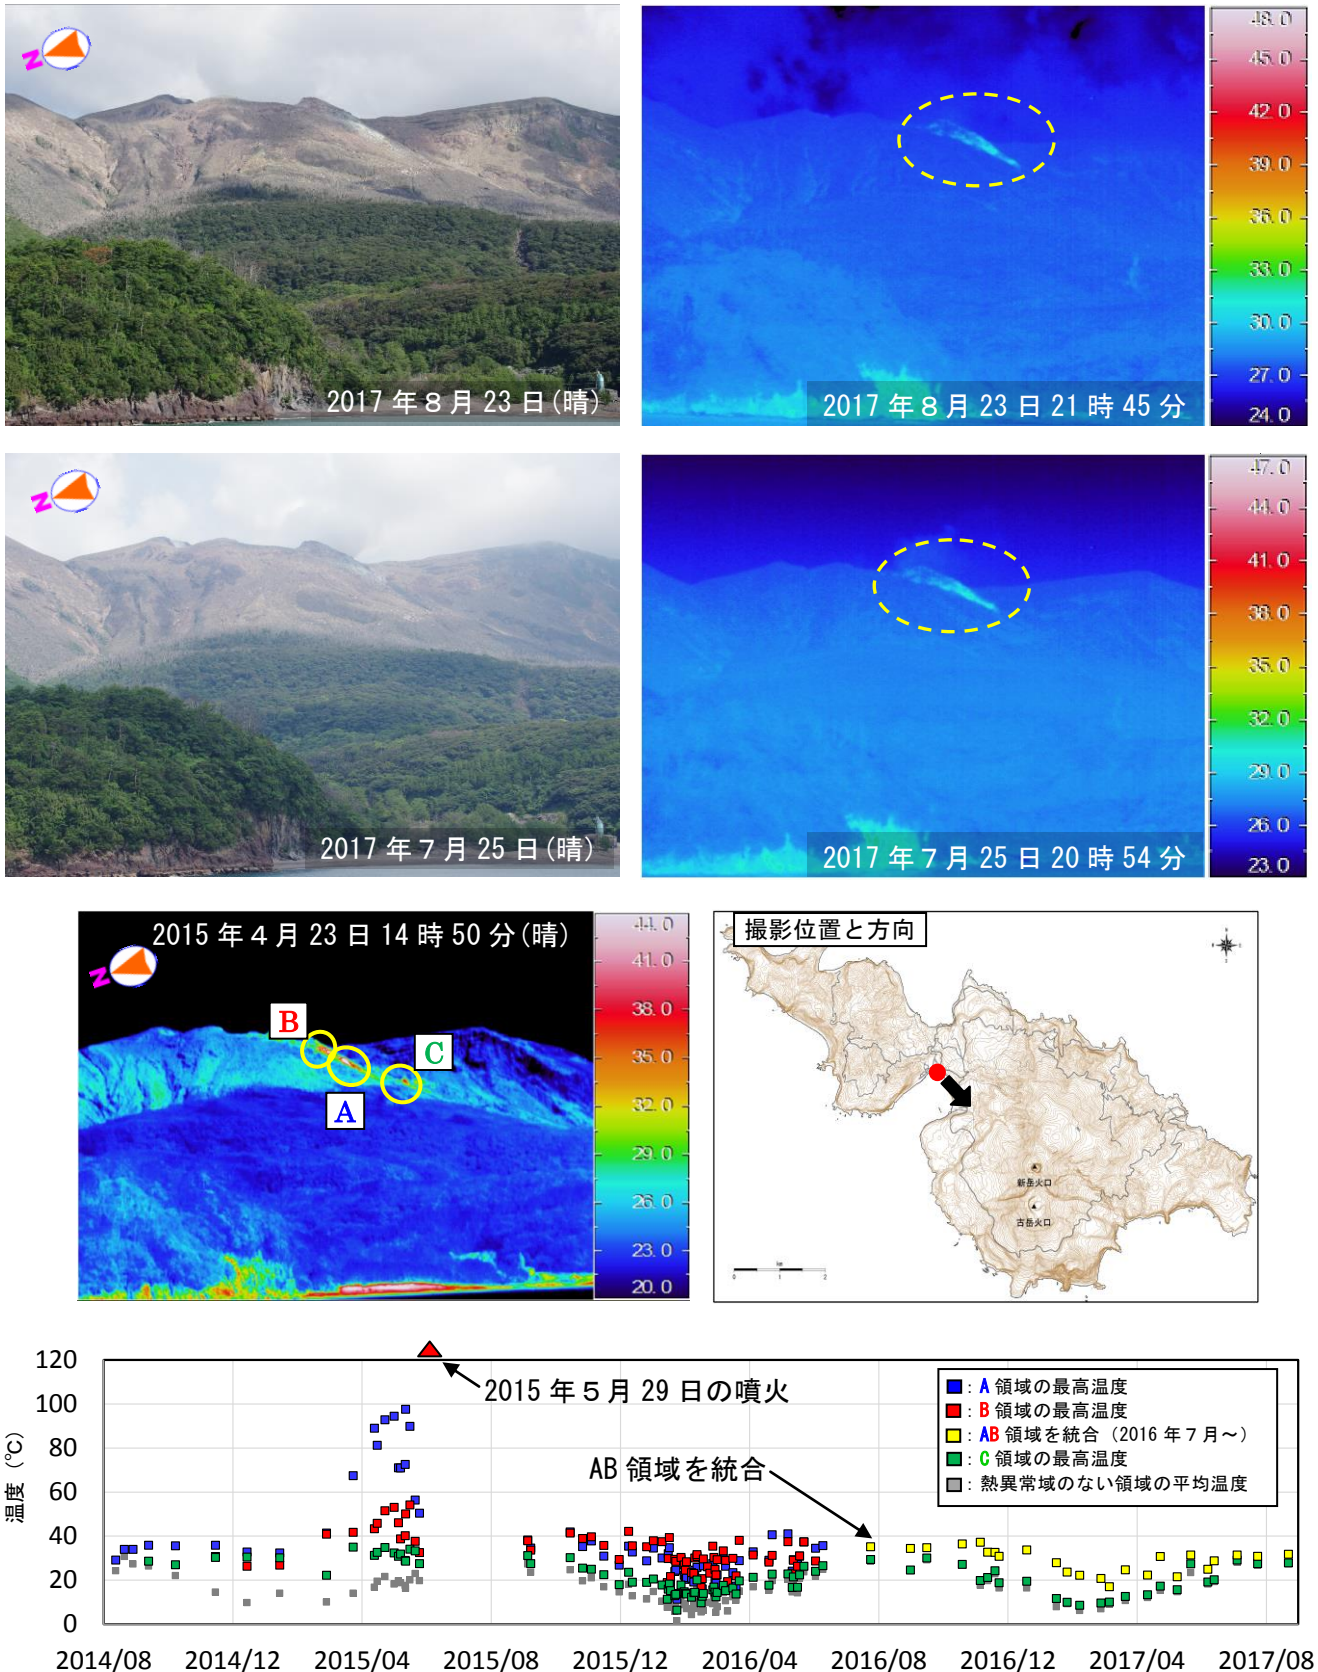 N
2017年8月23日(晴)
48.0
45.0
42.0
39.0
36.0
33.0
30.0
27.0
24.0
2017年8月23日21時45分
N
2017年7月25日(晴)
47.0
44.0
41.0
38.0
35.0
32.0
29.0
26.0
23.0
2017年7月25日20時54分
2015年4月23日14時50分(晴)
N
B
C
A
44.0
41.0
38.0
35.0
32.0
29.0
26.0
23.0
20.0
撮影位置と方向
新岳火口
古岳火口
km
0 1 2
温度（℃）
120
100
80
60
40
20
0
2015年5月29日の噴火
AB領域を統合
：A領域の最高温度
：B領域の最高温度
：AB領域を統合（2016年7月～）
：C領域の最高温度
：熱異常域のない領域の平均温度
2014/08 2014/12 2015/04 2015/08 2015/12 2016/04 2016/08 2016/12 2017/04 2017/08